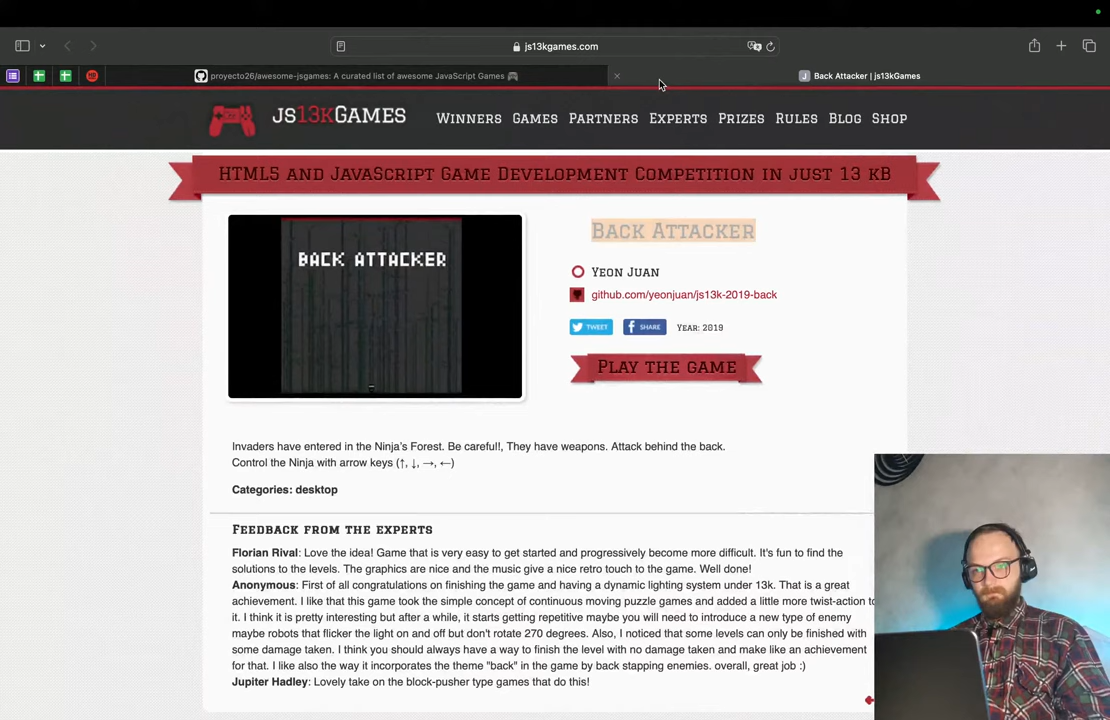 js13kgames.com
proyecto26/awesome-jsgames: A curated list of awesome JavaScript Games 🎮
J Back Attacker | js13kGames
JS13KGAMES
WINNERS GAMES PARTNERS EXPERTS PRIZES RULES BLOG SHOP
HTML5 AND JAVASCRIPT GAME DEVELOPMENT COMPETITION IN JUST 13 KB
BACK ATTACKER
BACK ATTACKER
YEON JUAN
github.com/yeonjuan/js13k-2019-back
TWEET SHARE YEAR: 2019
PLAY THE GAME
Invaders have entered in the Ninja's Forest. Be careful!, They have weapons. Attack behind the back.
Control the Ninja with arrow keys (↑, ↓, →, ←)
Categories: desktop
FEEDBACK FROM THE EXPERTS
Florian Rival: Love the idea! Game that is very easy to get started and progressively become more difficult. It's fun to find the
solutions to the levels. The graphics are nice and the music give a nice retro touch to the game. Well done!
Anonymous: First of all congratulations on finishing the game and having a dynamic lighting system under 13k. That is a great
achievement. I like that this game took the simple concept of continuous moving puzzle games and added a little more twist-action to
it. I think it is pretty interesting but after a while, it starts getting repetitive maybe you will need to introduce a new type of enemy
maybe robots that flicker the light on and off but don't rotate 270 degrees. Also, I noticed that some levels can only be finished with
some damage taken. I think you should always have a way to finish the level with no damage taken and make like an achievement
for that. I like also the way it incorporates the theme "back" in the game by back stapping enemies. overall, great job :)
Jupiter Hadley: Lovely take on the block-pusher type games that do this!